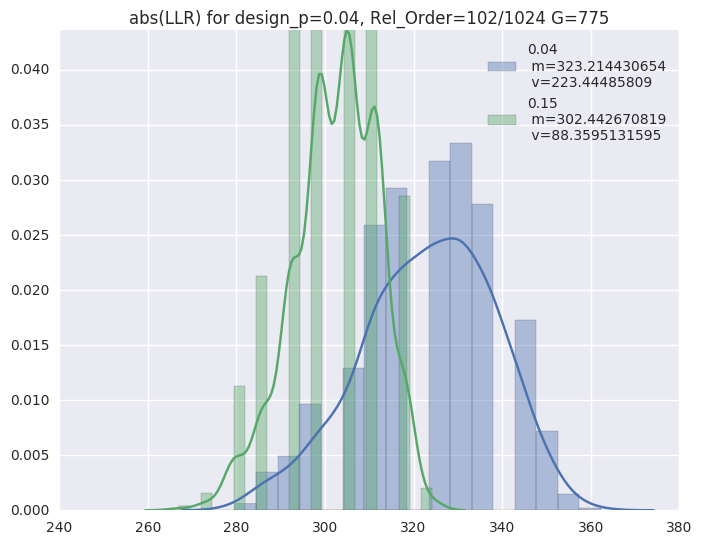 abs(LLR) for design_p=0.04, Rel_Order=102/1024 G=775
0.04
m=323.214430654
v=223.44485809
0.15
m=302.442670819
v=88.3595131595
0.040
0.035
0.030
0.025
0.020
0.015
0.010
0.005
0.000
240 260 280 300 320 340 360 380